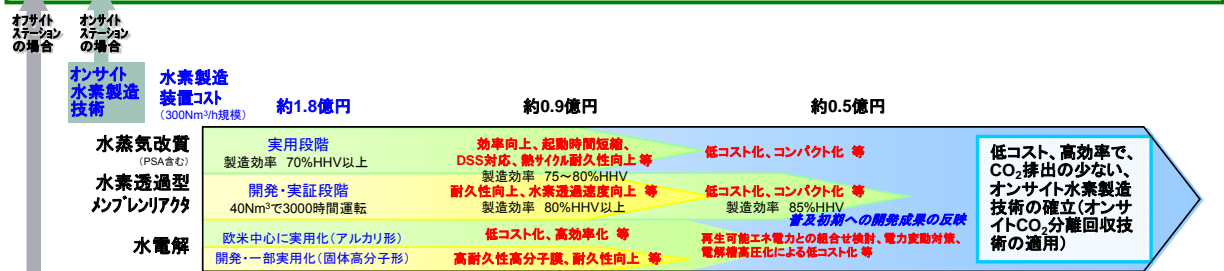 オフサイト
ステーション
の場合
オンサイト
ステーション
の場合
オンサイト
水素製造
技術
水素製造
装置コスト
（300Nm³/h規模）
約1.8億円
約0.9億円
約0.5億円
水蒸気改質
（PSA含む）
実用段階
製造効率 70%HHV以上
効率向上、起動時間短縮、
DSS対応、熱サイクル耐久性向上 等
製造効率 75～80%HHV
低コスト化、コンパクト化 等
水素透過型
メンブレンリアクタ
開発・実証段階
40Nm³で3000時間運転
耐久性向上、水素透過速度向上 等
製造効率 80%HHV以上
低コスト化、コンパクト化 等
製造効率 85%HHV
普及初期への開発成果の反映
水電解
欧米中心に実用化（アルカリ形）
開発・一部実用化（固体高分子形）
低コスト化、高効率化 等
高耐久性高分子膜、耐久性向上 等
再生可能エネ電力との組合せ検討、電力変動対策、
電解槽高圧化による低コスト化 等
低コスト、高効率で、
CO₂排出の少ない、
オンサイト水素製造
技術の確立（オンサ
イトCO₂分離回収技
術の適用）